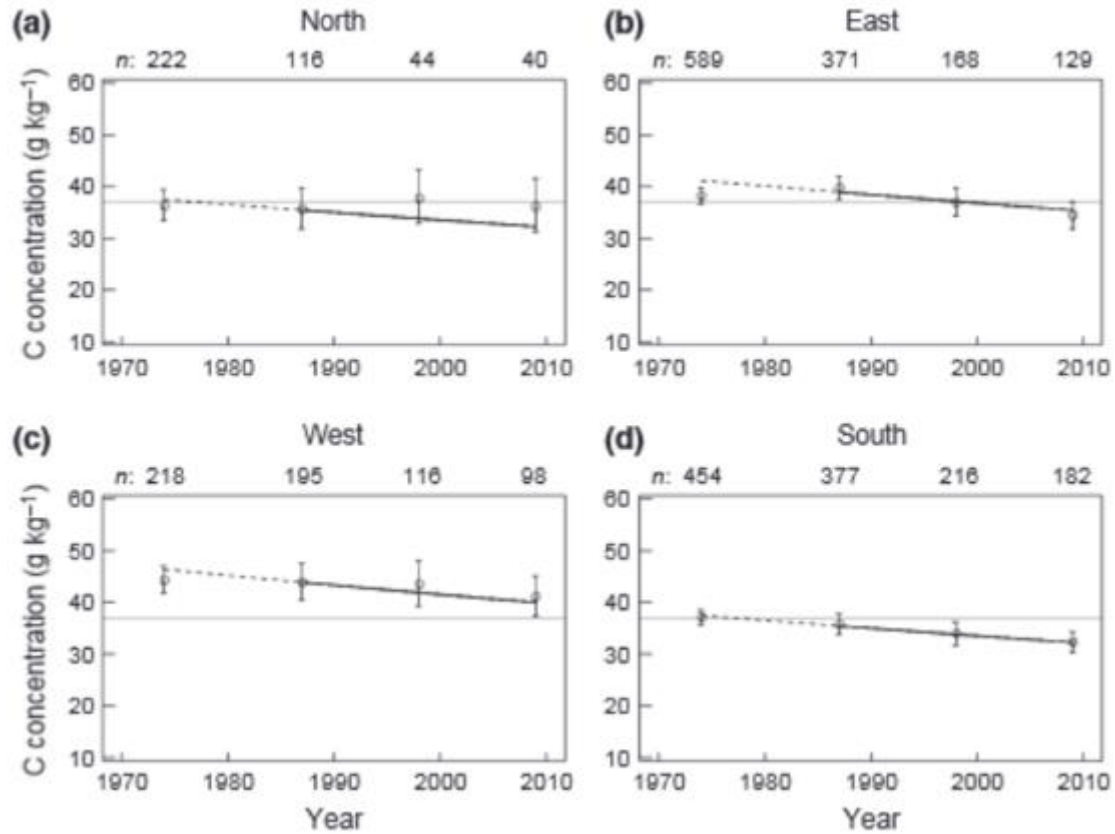 (a) North
n: 222 116 44 40
C concentration (g kg⁻¹)
60
50
40
30
20
10
1970 1980 1990 2000 2010
(b) East
n: 589 371 168 129
60
50
40
30
20
10
1970 1980 1990 2000 2010
(c) West
n: 218 195 116 98
C concentration (g kg⁻¹)
60
50
40
30
20
10
1970 1980 1990 2000 2010
Year
(d) South
n: 454 377 216 182
60
50
40
30
20
10
1970 1980 1990 2000 2010
Year